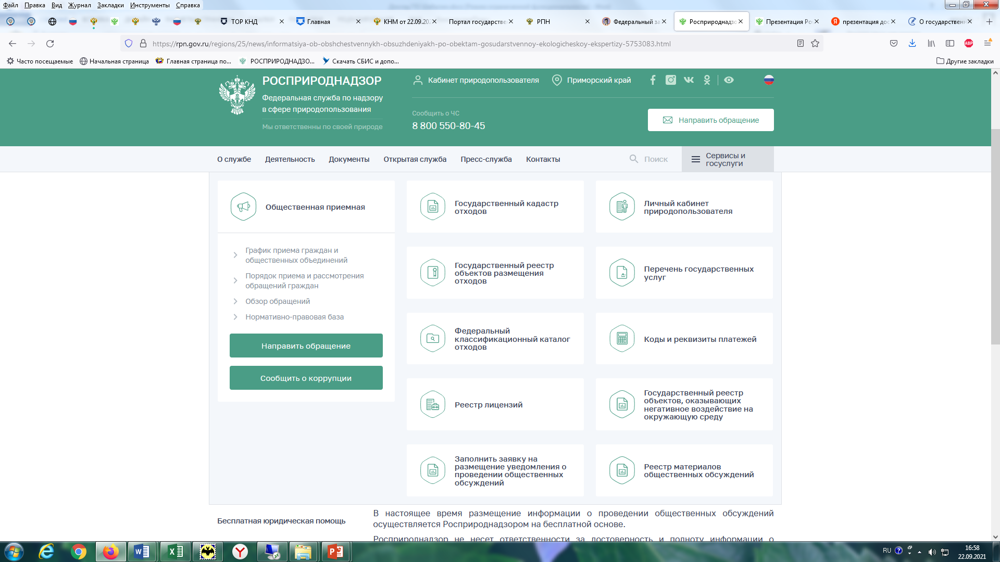 Файл Правка Вид Журнал Закладки Инструменты Справка
ТОР КНД
Главная
КНМ от 22.09.202
Портал государстве
РПН
Федеральный за
Росприроднадзо
Презентация Ро
презентация дос
О государственн
https://rpn.gov.ru/regions/25/news/informatsiya-ob-obshchestvennykh-obsuzhdeniyakh-po-obektam-gosudarstvennoy-ekologicheskoy-ekspertizy-5753083.html
ABP
Часто посещаемые
Начальная страница
Главная страница по...
РОСПРИРОДНАДЗО...
Скачать СБИС и допо...
Другие закладки
РОСПРИРОДНАДЗОР
Федеральная служба по надзору
в сфере природопользования
Мы ответственны по своей природе
Кабинет природопользователя
Приморский край
Сообщить о ЧС
8 800 550-80-45
Направить обращение
О службе
Деятельность
Документы
Открытая служба
Пресс-служба
Контакты
Поиск
Сервисы и
госуслуги
Общественная приемная
График приема граждан и
общественных объединений
Порядок приема и рассмотрения
обращений граждан
Обзор обращений
Нормативно-правовая база
Направить обращение
Сообщить о коррупции
Государственный кадастр
отходов
Личный кабинет
природопользователя
Государственный реестр
объектов размещения
отходов
Перечень государственных
услуг
Федеральный
классификационный каталог
отходов
Коды и реквизиты платежей
Реестр лицензий
Государственный реестр
объектов, оказывающих
негативное воздействие на
окружающую среду
Заполнить заявку на
размещение уведомления о
проведении общественных
обсуждений
Реестр материалов
общественных обсуждений
Бесплатная юридическая помощь
В настоящее время размещение информации о проведении общественных обсуждений
осуществляется Росприроднадзором на бесплатной основе.
Росприроднадзор не несет ответственности за достоверность и полноту информации о
RU
16:58
22.09.2021